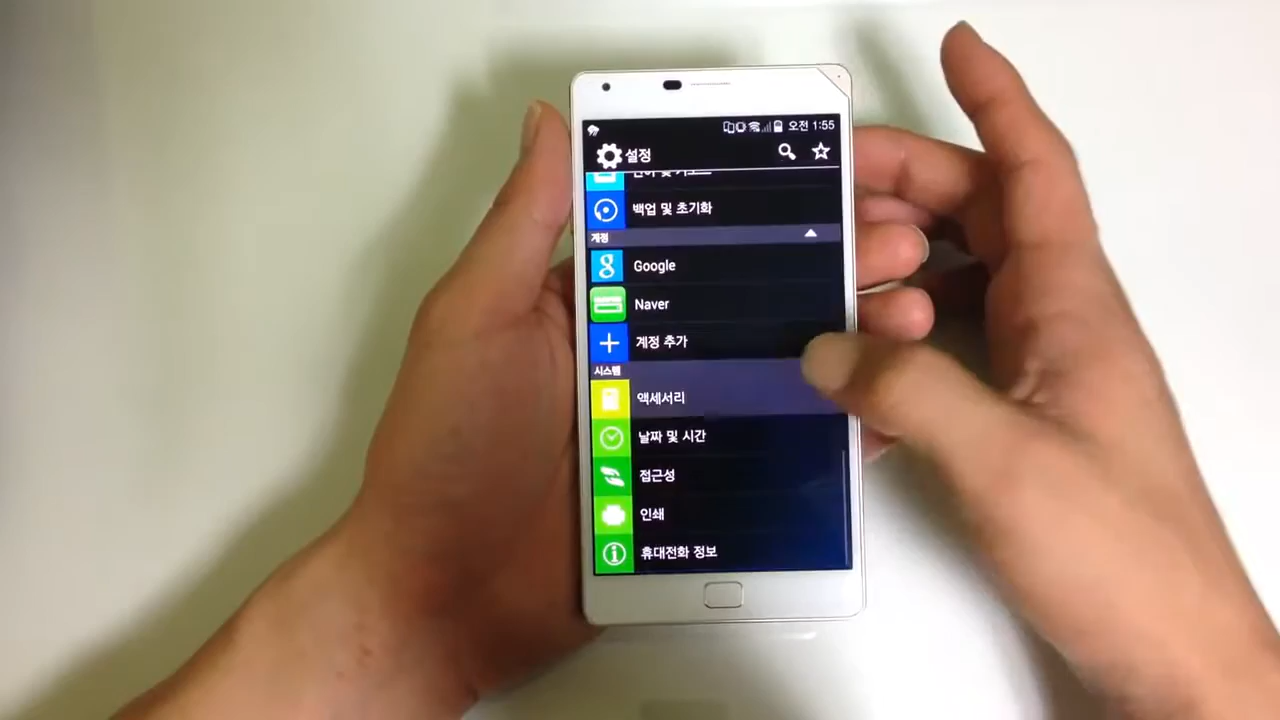 오전 1:55
설정
백업 및 초기화
계정
Google
Naver
계정 추가
시스템
액세서리
날짜 및 시간
접근성
인쇄
휴대전화 정보